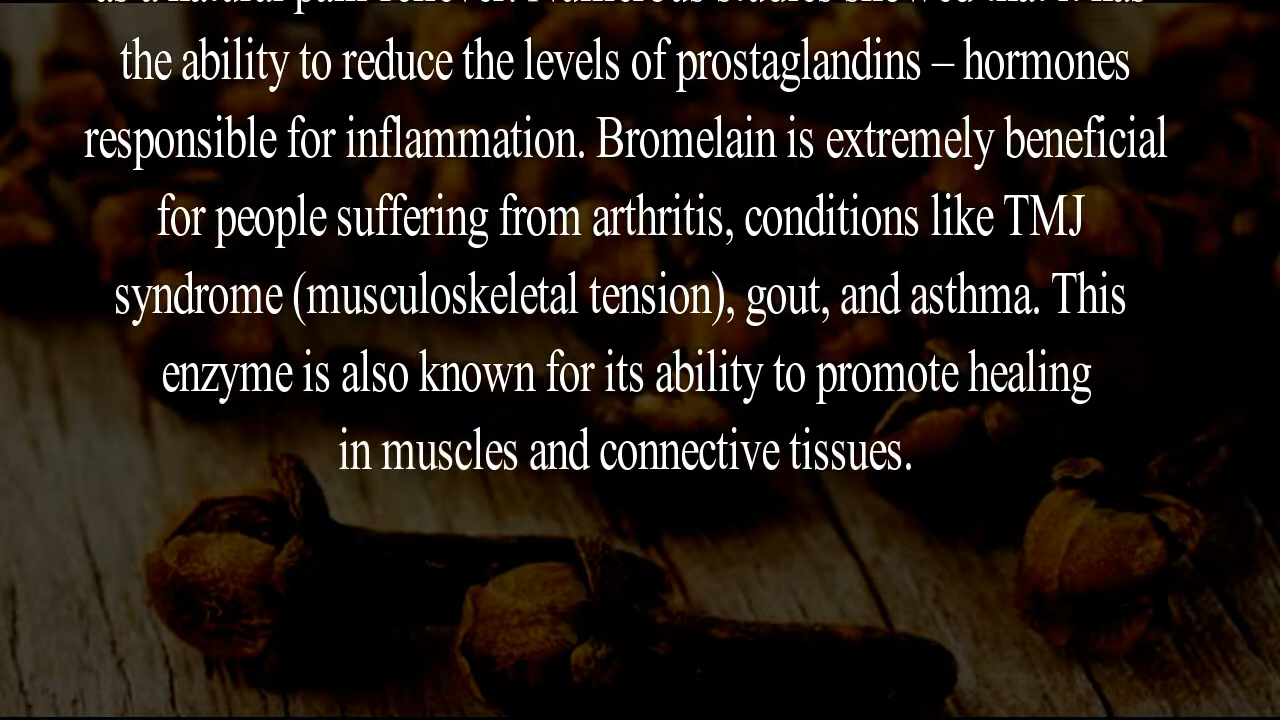 as a natural pain reliever. Numerous studies showed that it has
the ability to reduce the levels of prostaglandins – hormones
responsible for inflammation. Bromelain is extremely beneficial
for people suffering from arthritis, conditions like TMJ
syndrome (musculoskeletal tension), gout, and asthma. This
enzyme is also known for its ability to promote healing
in muscles and connective tissues.